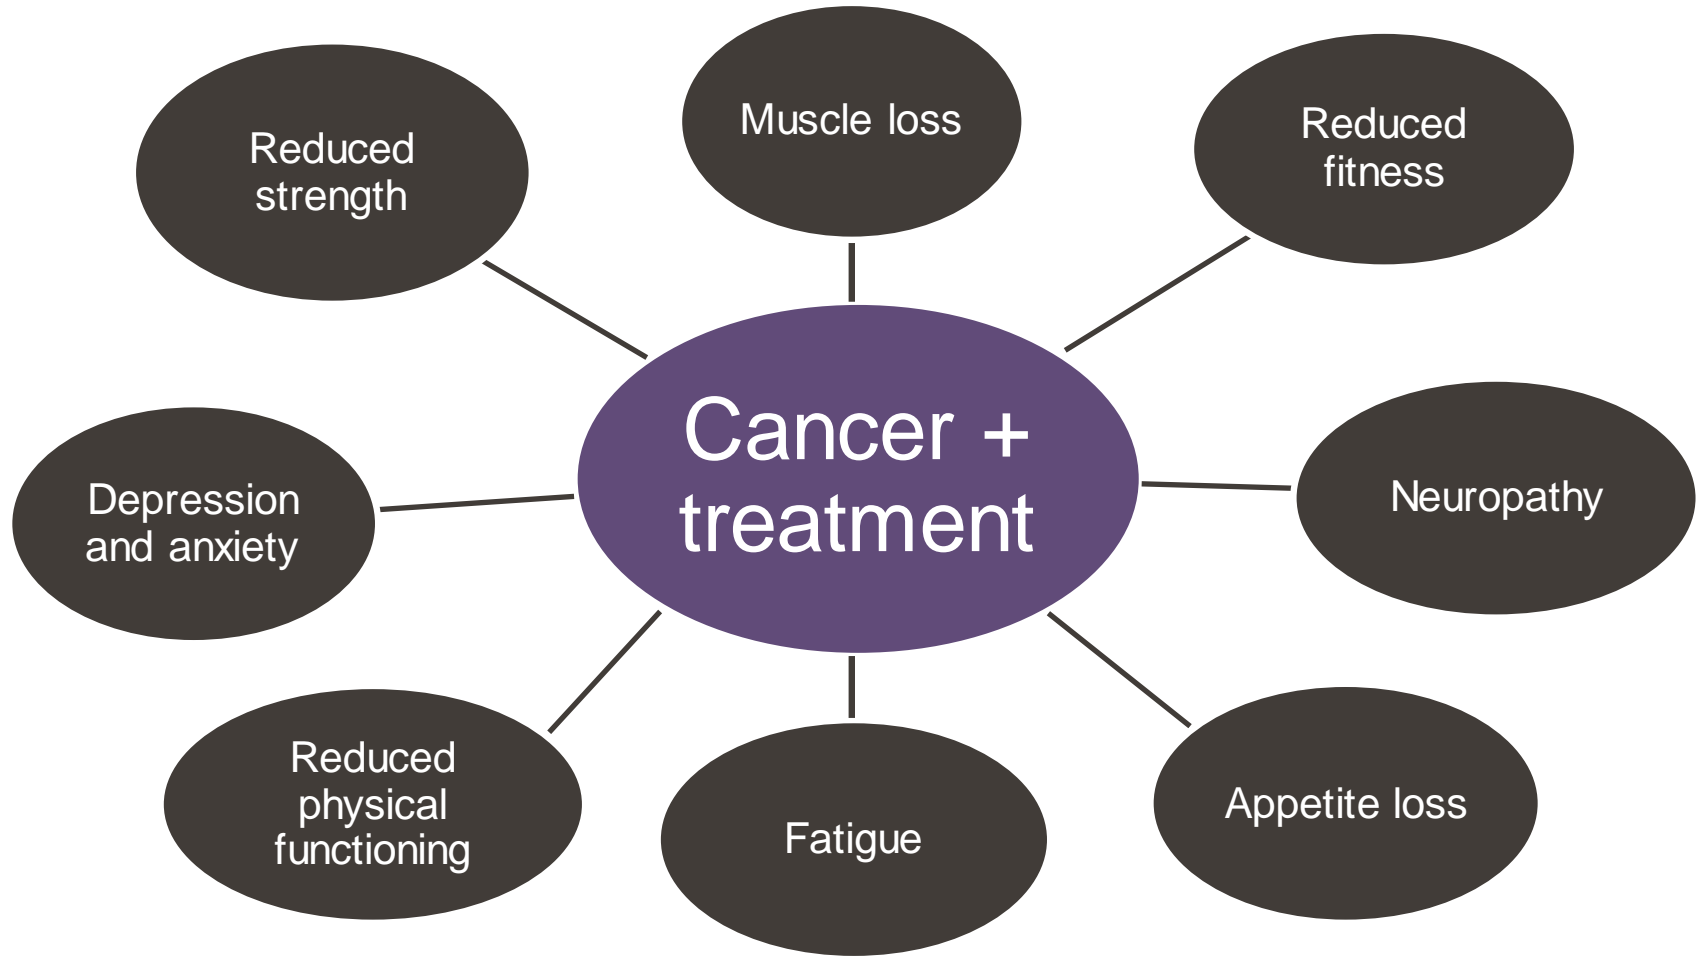 Muscle loss
Reduced
fitness
Reduced
strength
Cancer +
treatment
Neuropathy
Depression
and anxiety
Appetite loss
Reduced
physical
functioning
Fatigue